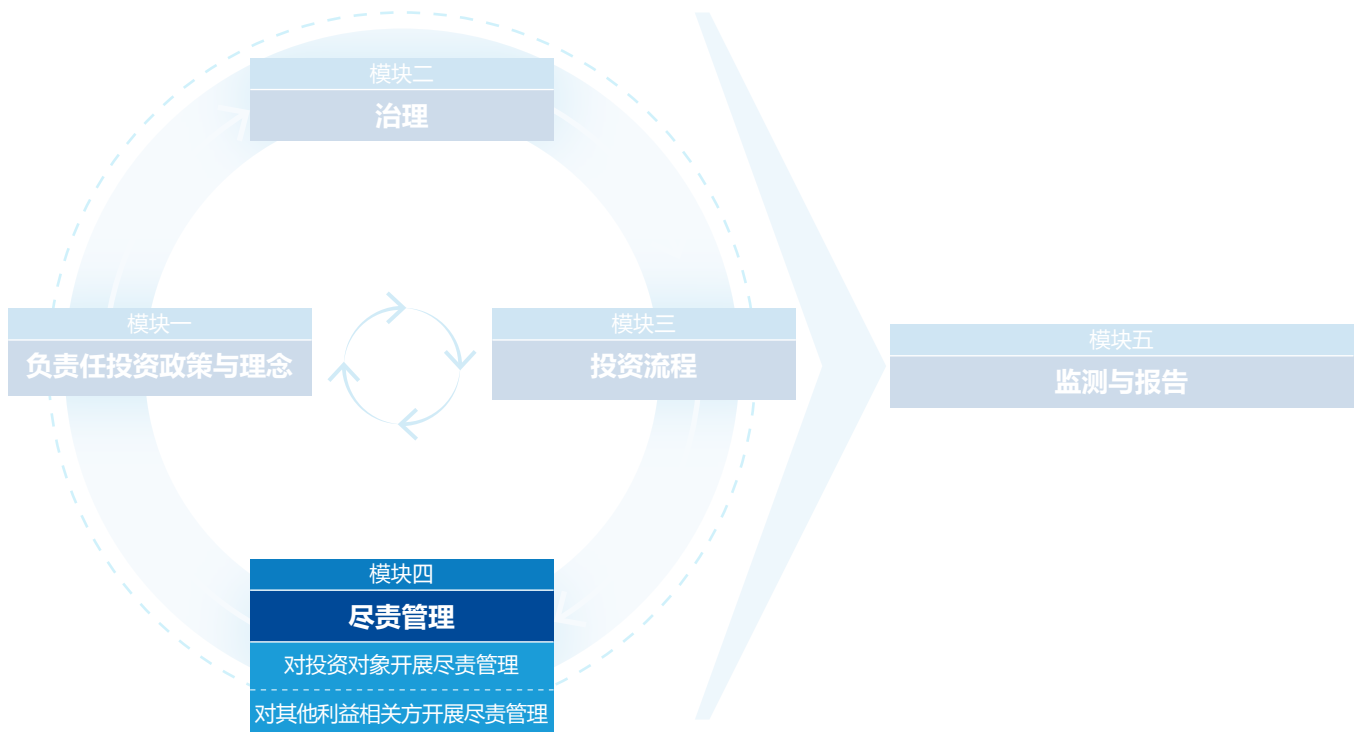 模块二
治理
模块一
负责任投资政策与理念
模块三
投资流程
模块五
监测与报告
模块四
尽责管理
对投资对象开展尽责管理
对其他利益相关方开展尽责管理